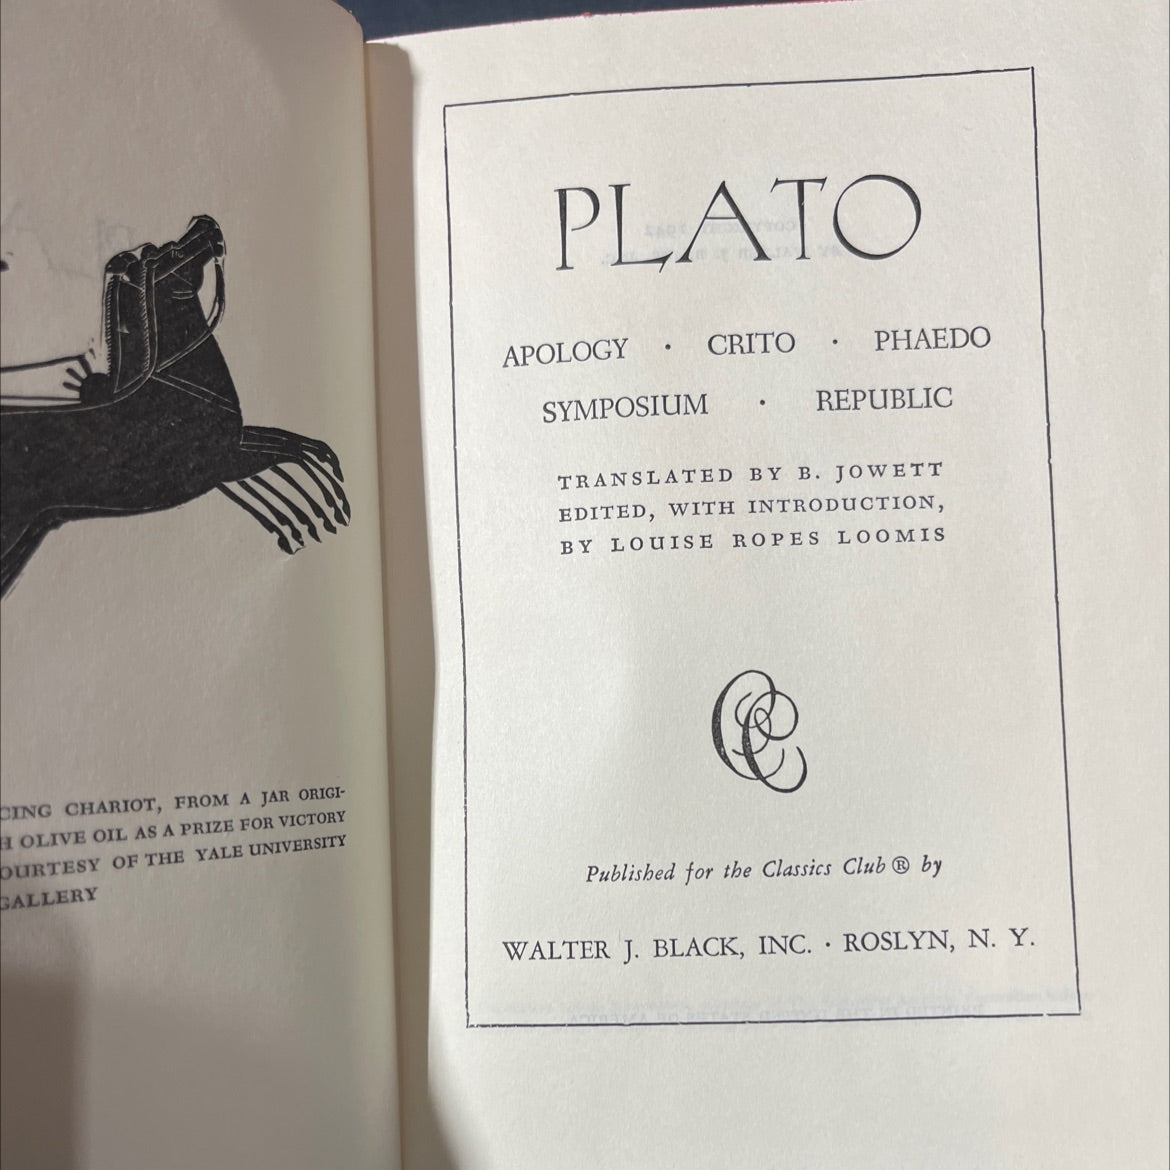 CING CHARIOT, FROM A JAR ORIGI-
H OLIVE OIL AS A PRIZE FOR VICTORY
OURTESY OF THE YALE UNIVERSITY
GALLERY
PLATO
APOLOGY · CRITO · PHAEDO
SYMPOSIUM · REPUBLIC
TRANSLATED BY B. JOWETT
EDITED, WITH INTRODUCTION,
BY LOUISE ROPES LOOMIS
CC
Published for the Classics Club ® by
WALTER J. BLACK, INC. · ROSLYN, N. Y.